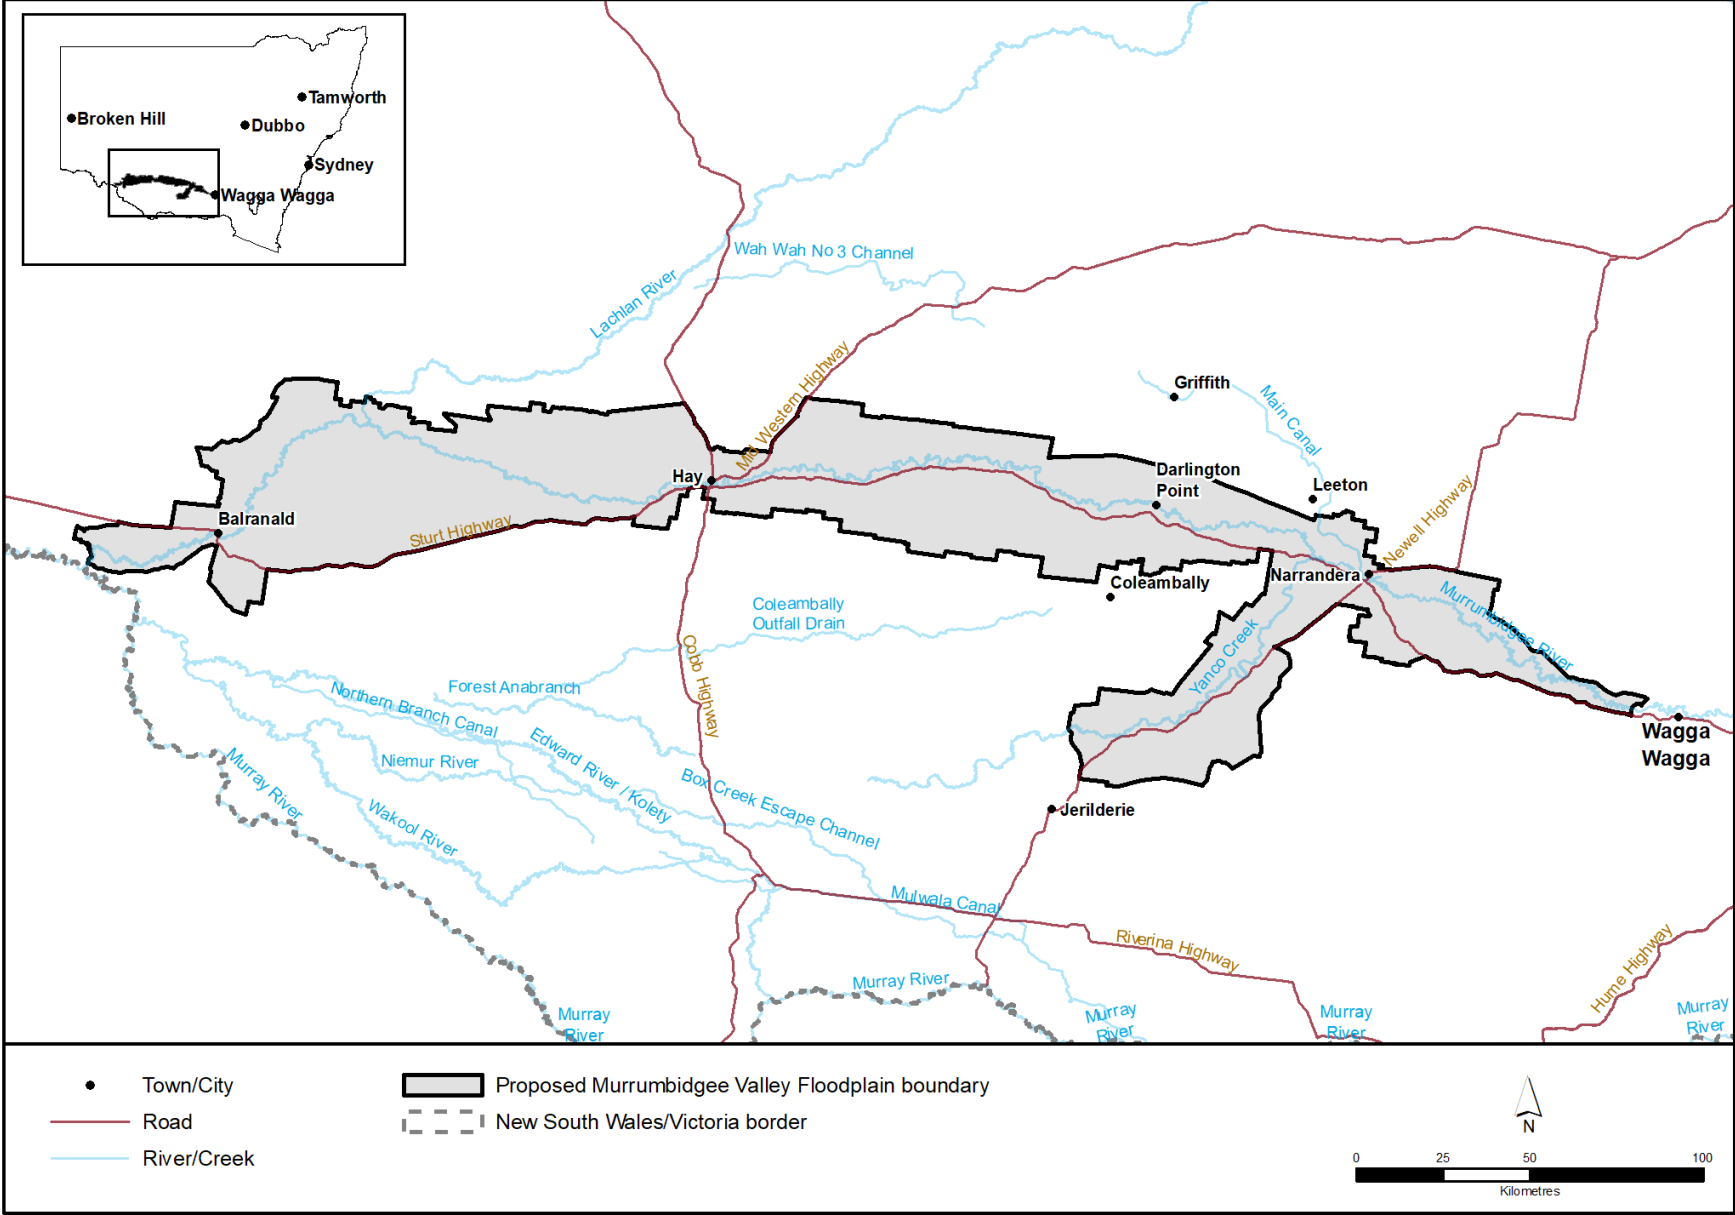 Tamworth
Broken Hill
Dubbo
Sydney
Wagga Wagga
Wah Wah No 3 Channel
Lachlan River
Mid Western Highway
Griffith
Main Canal
Darlington
Point
Leeton
Hay
Newell Highway
Balranald
Sturt Highway
Narrandera
Coleambally
Murrumbidgee River
Coleambally
Outfall Drain
Yanco Creek
Cobb Highway
Forest Anabranch
Northern Branch Canal
Edward River / Kolety
Wagga
Wagga
Niemur River
Murray River
Box Creek Escape Channel
Wakool River
Jerilderie
Mulwala Canal
Riverina Highway
Hume Highway
Murray River
Murray
River
Murray
River
Murray
River
Murray
River
Town/City
Road
River/Creek
Proposed Murrumbidgee Valley Floodplain boundary
New South Wales/Victoria border
N
0 25 50 100
Kilometres